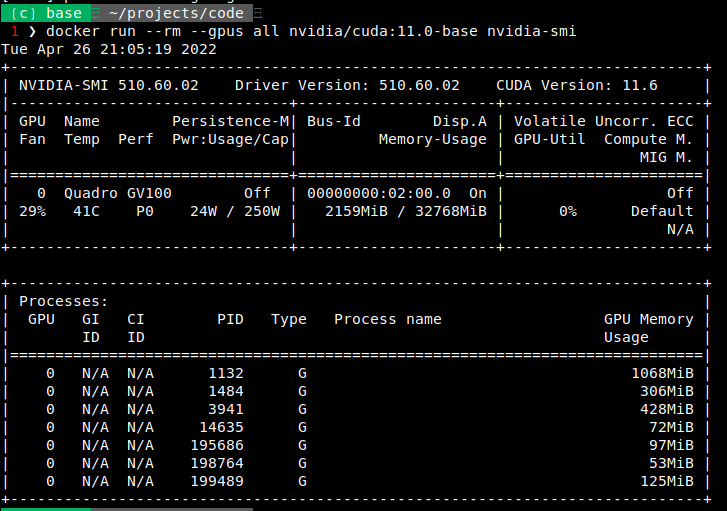 (c) base ~/projects/code
1 ❯ docker run --rm --gpus all nvidia/cuda:11.0-base nvidia-smi
Tue Apr 26 21:05:19 2022
+-----------------------------------------------------------------------------+
| NVIDIA-SMI 510.60.02    Driver Version: 510.60.02    CUDA Version: 11.6     |
|-------------------------------+----------------------+----------------------+
| GPU  Name        Persistence-M| Bus-Id        Disp.A | Volatile Uncorr. ECC |
| Fan  Temp  Perf  Pwr:Usage/Cap|         Memory-Usage | GPU-Util  Compute M. |
|                               |                      |               MIG M. |
|===============================+======================+======================|
|   0  Quadro GV100        Off  | 00000000:02:00.0  On |                  Off |
| 29%   41C    P0    24W / 250W |   2159MiB / 32768MiB |      0%      Default |
|                               |                      |                  N/A |
+-------------------------------+----------------------+----------------------+

+-----------------------------------------------------------------------------+
| Processes:                                                                  |
|  GPU   GI   CI        PID   Type   Process name                  GPU Memory |
|        ID   ID                                                   Usage      |
|=============================================================================|
|    0   N/A  N/A      1132      G                                    1068MiB |
|    0   N/A  N/A      1484      G                                     306MiB |
|    0   N/A  N/A      3941      G                                     428MiB |
|    0   N/A  N/A     14635      G                                      72MiB |
|    0   N/A  N/A    195686      G                                      97MiB |
|    0   N/A  N/A    198764      G                                      53MiB |
|    0   N/A  N/A    199489      G                                     125MiB |
+-----------------------------------------------------------------------------+